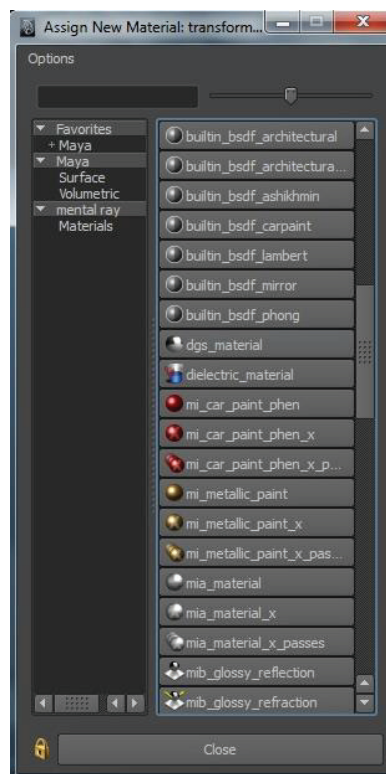 Assign New Material: transform...
Options
Favorites
+ Maya
Maya
Surface
Volumetric
mental ray
Materials
builtin_bsdf_architectural
builtin_bsdf_architectura...
builtin_bsdf_ashikhmin
builtin_bsdf_carpaint
builtin_bsdf_lambert
builtin_bsdf_mirror
builtin_bsdf_phong
dgs_material
dielectric_material
mi_car_paint_phen
mi_car_paint_phen_x
mi_car_paint_phen_x_p...
mi_metallic_paint
mi_metallic_paint_x
mi_metallic_paint_x_pas...
mia_material
mia_material_x
mia_material_x_passes
mib_glossy_reflection
mib_glossy_refraction
Close